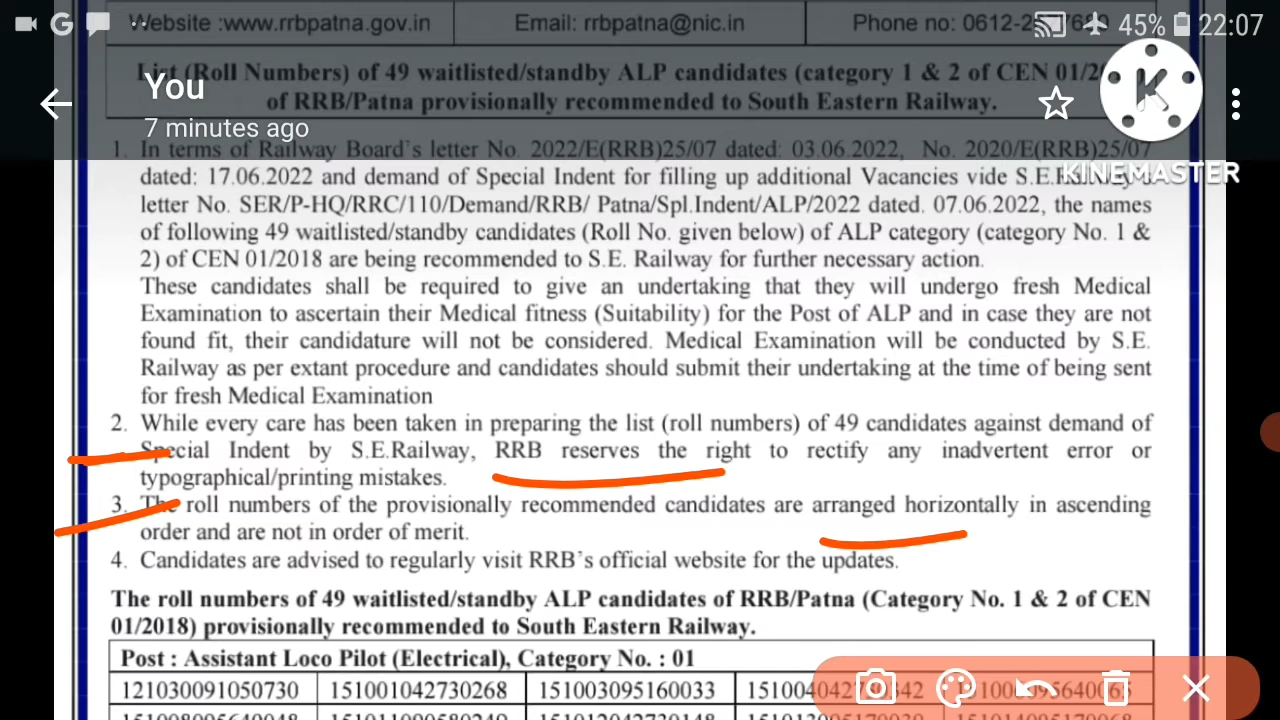 45% 22:07
Website :www.rrbpatna.gov.in Email: rrbpatna@nic.in Phone no: 0612-
You
7 minutes ago
KINEMASTER
List (Roll Numbers) of 49 waitlisted/standby ALP candidates (category 1 & 2 of CEN 01/2
of RRB/Patna provisionally recommended to South Eastern Railway.
1. In terms of Railway Board's letter No. 2022/E(RRB)25/07 dated: 03.06.2022, No. 2020/E(RRB)25/07
dated: 17.06.2022 and demand of Special Indent for filling up additional Vacancies vide S.E.
letter No. SER/P-HQ/RRC/110/Demand/RRB/ Patna/Spl.Indent/ALP/2022 dated. 07.06.2022, the names
of following 49 waitlisted/standby candidates (Roll No. given below) of ALP category (category No. 1 &
2) of CEN 01/2018 are being recommended to S.E. Railway for further necessary action.
These candidates shall be required to give an undertaking that they will undergo fresh Medical
Examination to ascertain their Medical fitness (Suitability) for the Post of ALP and in case they are not
found fit, their candidature will not be considered. Medical Examination will be conducted by S.E.
Railway as per extant procedure and candidates should submit their undertaking at the time of being sent
for fresh Medical Examination
2. While every care has been taken in preparing the list (roll numbers) of 49 candidates against demand of
Special Indent by S.E.Railway, RRB reserves the right to rectify any inadvertent error or
typographical/printing mistakes.
3. The roll numbers of the provisionally recommended candidates are arranged horizontally in ascending
order and are not in order of merit.
4. Candidates are advised to regularly visit RRB's official website for the updates.
The roll numbers of 49 waitlisted/standby ALP candidates of RRB/Patna (Category No. 1 & 2 of CEN
01/2018) provisionally recommended to South Eastern Railway.
Post : Assistant Loco Pilot (Electrical), Category No. : 01
121030091050730 151001042730268 151003095160033